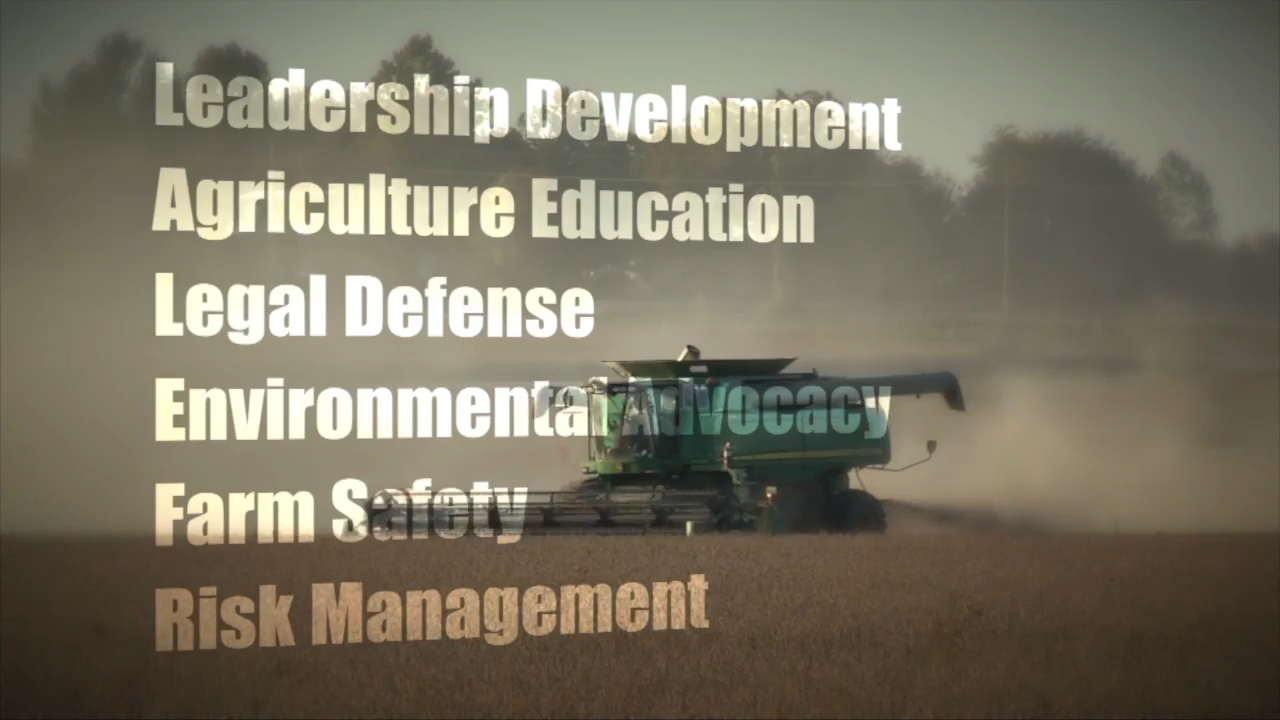 Leadership Development
Agriculture Education
Legal Defense
Environmental Advocacy
Farm Safety
Risk Management